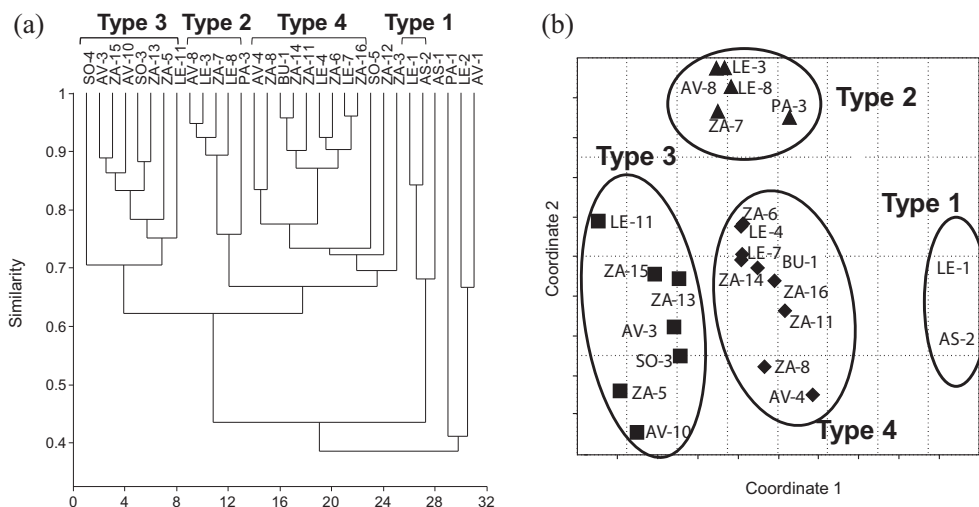 (a)
Type 3 Type 2 Type 4 Type 1
SO-4 AV-3 ZA-15 AV-10 SO-3 ZA-13 ZA-5 LE-11 AV-8 LE-3 ZA-7 LE-8 PA-3 AV-4 ZA-8 BU-1 ZA-14 ZA-11 LE-4 ZA-6 LE-7 ZA-16 SO-5 ZA-12 ZA-3 LE-1 AS-2 PA-1 LE-2 AV-1
1
0.9
0.8
0.7
0.6
0.5
0.4
Similarity
0 4 8 12 16 20 24 28 32
(b)
LE-3
AV-8 LE-8
PA-3
ZA-7
Type 2
Type 3
Type 1
ZA-6
LE-11 LE-4
LE-7 BU-1 LE-1
ZA-15 ZA-14
ZA-13 ZA-16
ZA-11
AV-3
AS-2
SO-3 ZA-8
ZA-5 AV-4
Type 4
AV-10
Coordinate 2
Coordinate 1